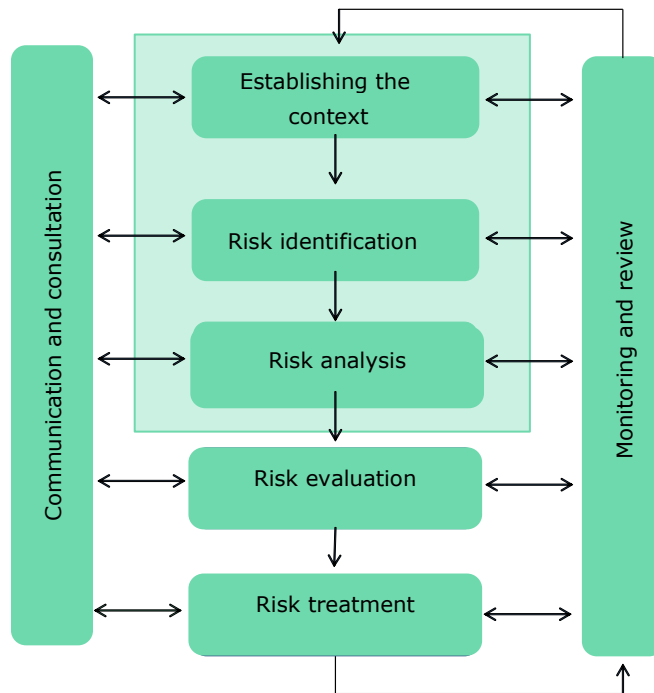 Establishing the
context
Risk identification
Risk analysis
Risk evaluation
Risk treatment
Communication and consultation
Monitoring and review